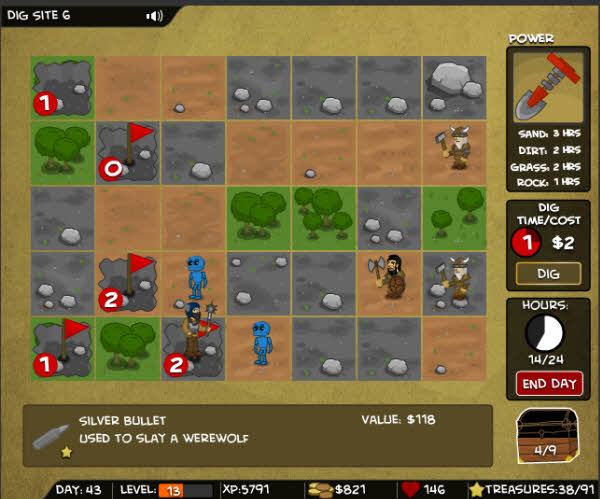 DIG SITE 6
POWER
SAND: 3 HRS
DIRT: 2 HRS
GRASS: 2 HRS
ROCK: 1 HRS
1
0
2
1
2
DIG
TIME/COST
1 $2
DIG
HOURS:
14/24
END DAY
SILVER BULLET VALUE: $118
USED TO SLAY A WEREWOLF
4/9
DAY: 43 LEVEL: 13 XP:5791 $821 146 TREASURES:38/91